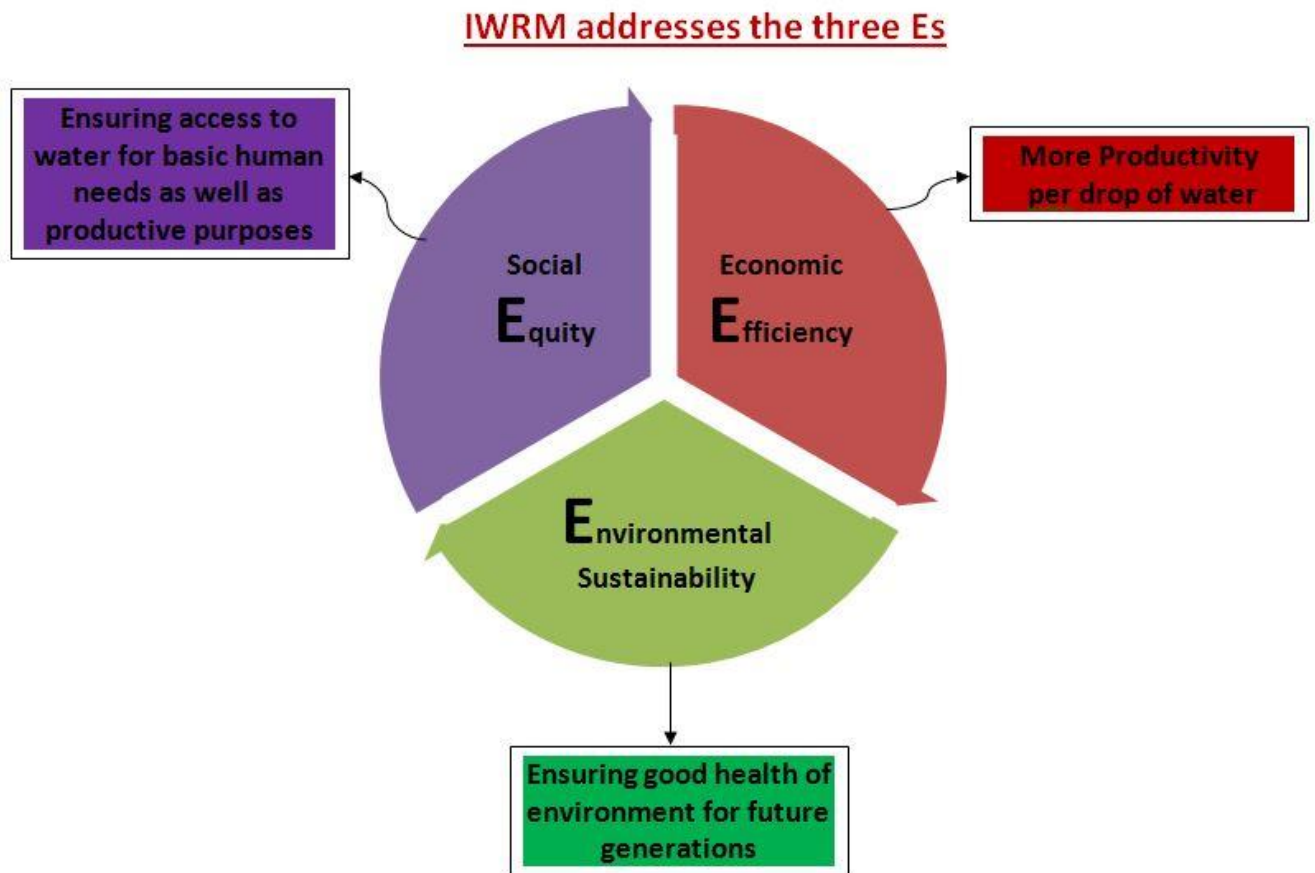 IWRM addresses the three Es
Ensuring access to
water for basic human
needs as well as
productive purposes
More Productivity
per drop of water
Social
Equity
Economic
Efficiency
Environmental
Sustainability
Ensuring good health of
environment for future
generations